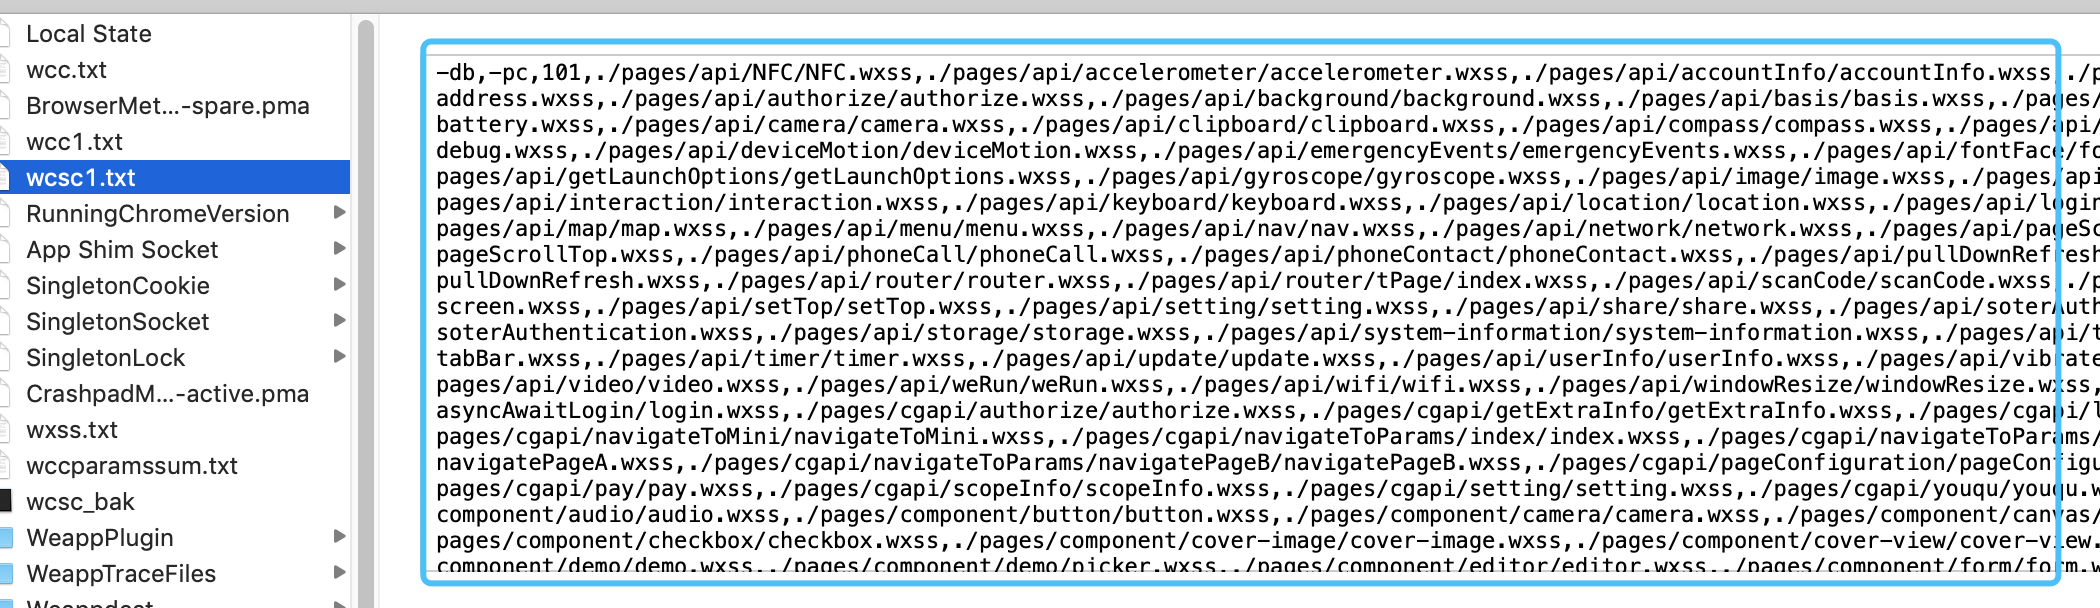 Local State
wcc.txt
BrowserMet...-spare.pma
wcc1.txt
wcsc1.txt
RunningChromeVersion
App Shim Socket
SingletonCookie
SingletonSocket
SingletonLock
CrashpadM...-active.pma
wxss.txt
wccparamssum.txt
wcsc_bak
WeappPlugin
WeappTraceFiles
-db,-pc,101,./pages/api/NFC/NFC.wxss,./pages/api/accelerometer/accelerometer.wxss,./pages/api/accountInfo/accountInfo.wxss,./p
address.wxss,./pages/api/authorize/authorize.wxss,./pages/api/background/background.wxss,./pages/api/basis/basis.wxss,./pages/
battery.wxss,./pages/api/camera/camera.wxss,./pages/api/clipboard/clipboard.wxss,./pages/api/compass/compass.wxss,./pages/api/
debug.wxss,./pages/api/deviceMotion/deviceMotion.wxss,./pages/api/emergencyEvents/emergencyEvents.wxss,./pages/api/fontFace/fo
pages/api/getLaunchOptions/getLaunchOptions.wxss,./pages/api/gyroscope/gyroscope.wxss,./pages/api/image/image.wxss,./pages/api
pages/api/interaction/interaction.wxss,./pages/api/keyboard/keyboard.wxss,./pages/api/location/location.wxss,./pages/api/login
pages/api/map/map.wxss,./pages/api/menu/menu.wxss,./pages/api/nav/nav.wxss,./pages/api/network/network.wxss,./pages/api/pageSc
pageScrollTop.wxss,./pages/api/phoneCall/phoneCall.wxss,./pages/api/phoneContact/phoneContact.wxss,./pages/api/pullDownRefresh
pullDownRefresh.wxss,./pages/api/router/router.wxss,./pages/api/router/tPage/index.wxss,./pages/api/scanCode/scanCode.wxss,./p
screen.wxss,./pages/api/setTop/setTop.wxss,./pages/api/setting/setting.wxss,./pages/api/share/share.wxss,./pages/api/soterAuth
soterAuthentication.wxss,./pages/api/storage/storage.wxss,./pages/api/system-information/system-information.wxss,./pages/api/t
tabBar.wxss,./pages/api/timer/timer.wxss,./pages/api/update/update.wxss,./pages/api/userInfo/userInfo.wxss,./pages/api/vibrate
pages/api/video/video.wxss,./pages/api/weRun/weRun.wxss,./pages/api/wifi/wifi.wxss,./pages/api/windowResize/windowResize.wxss,
asyncAwaitLogin/login.wxss,./pages/cgapi/authorize/authorize.wxss,./pages/cgapi/getExtraInfo/getExtraInfo.wxss,./pages/cgapi/l
pages/cgapi/navigateToMini/navigateToMini.wxss,./pages/cgapi/navigateToParams/index/index.wxss,./pages/cgapi/navigateToParams/
navigatePageA.wxss,./pages/cgapi/navigateToParams/navigatePageB/navigatePageB.wxss,./pages/cgapi/pageConfiguration/pageConfigu
pages/cgapi/pay/pay.wxss,./pages/cgapi/scopeInfo/scopeInfo.wxss,./pages/cgapi/setting/setting.wxss,./pages/cgapi/youqu/youqu.w
component/audio/audio.wxss,./pages/component/button/button.wxss,./pages/component/camera/camera.wxss,./pages/component/canvas/
pages/component/checkbox/checkbox.wxss,./pages/component/cover-image/cover-image.wxss,./pages/component/cover-view/cover-view.
component/demo/demo.wxss,./pages/component/demo/picker.wxss,./pages/component/editor/editor.wxss,./pages/component/form/form.w